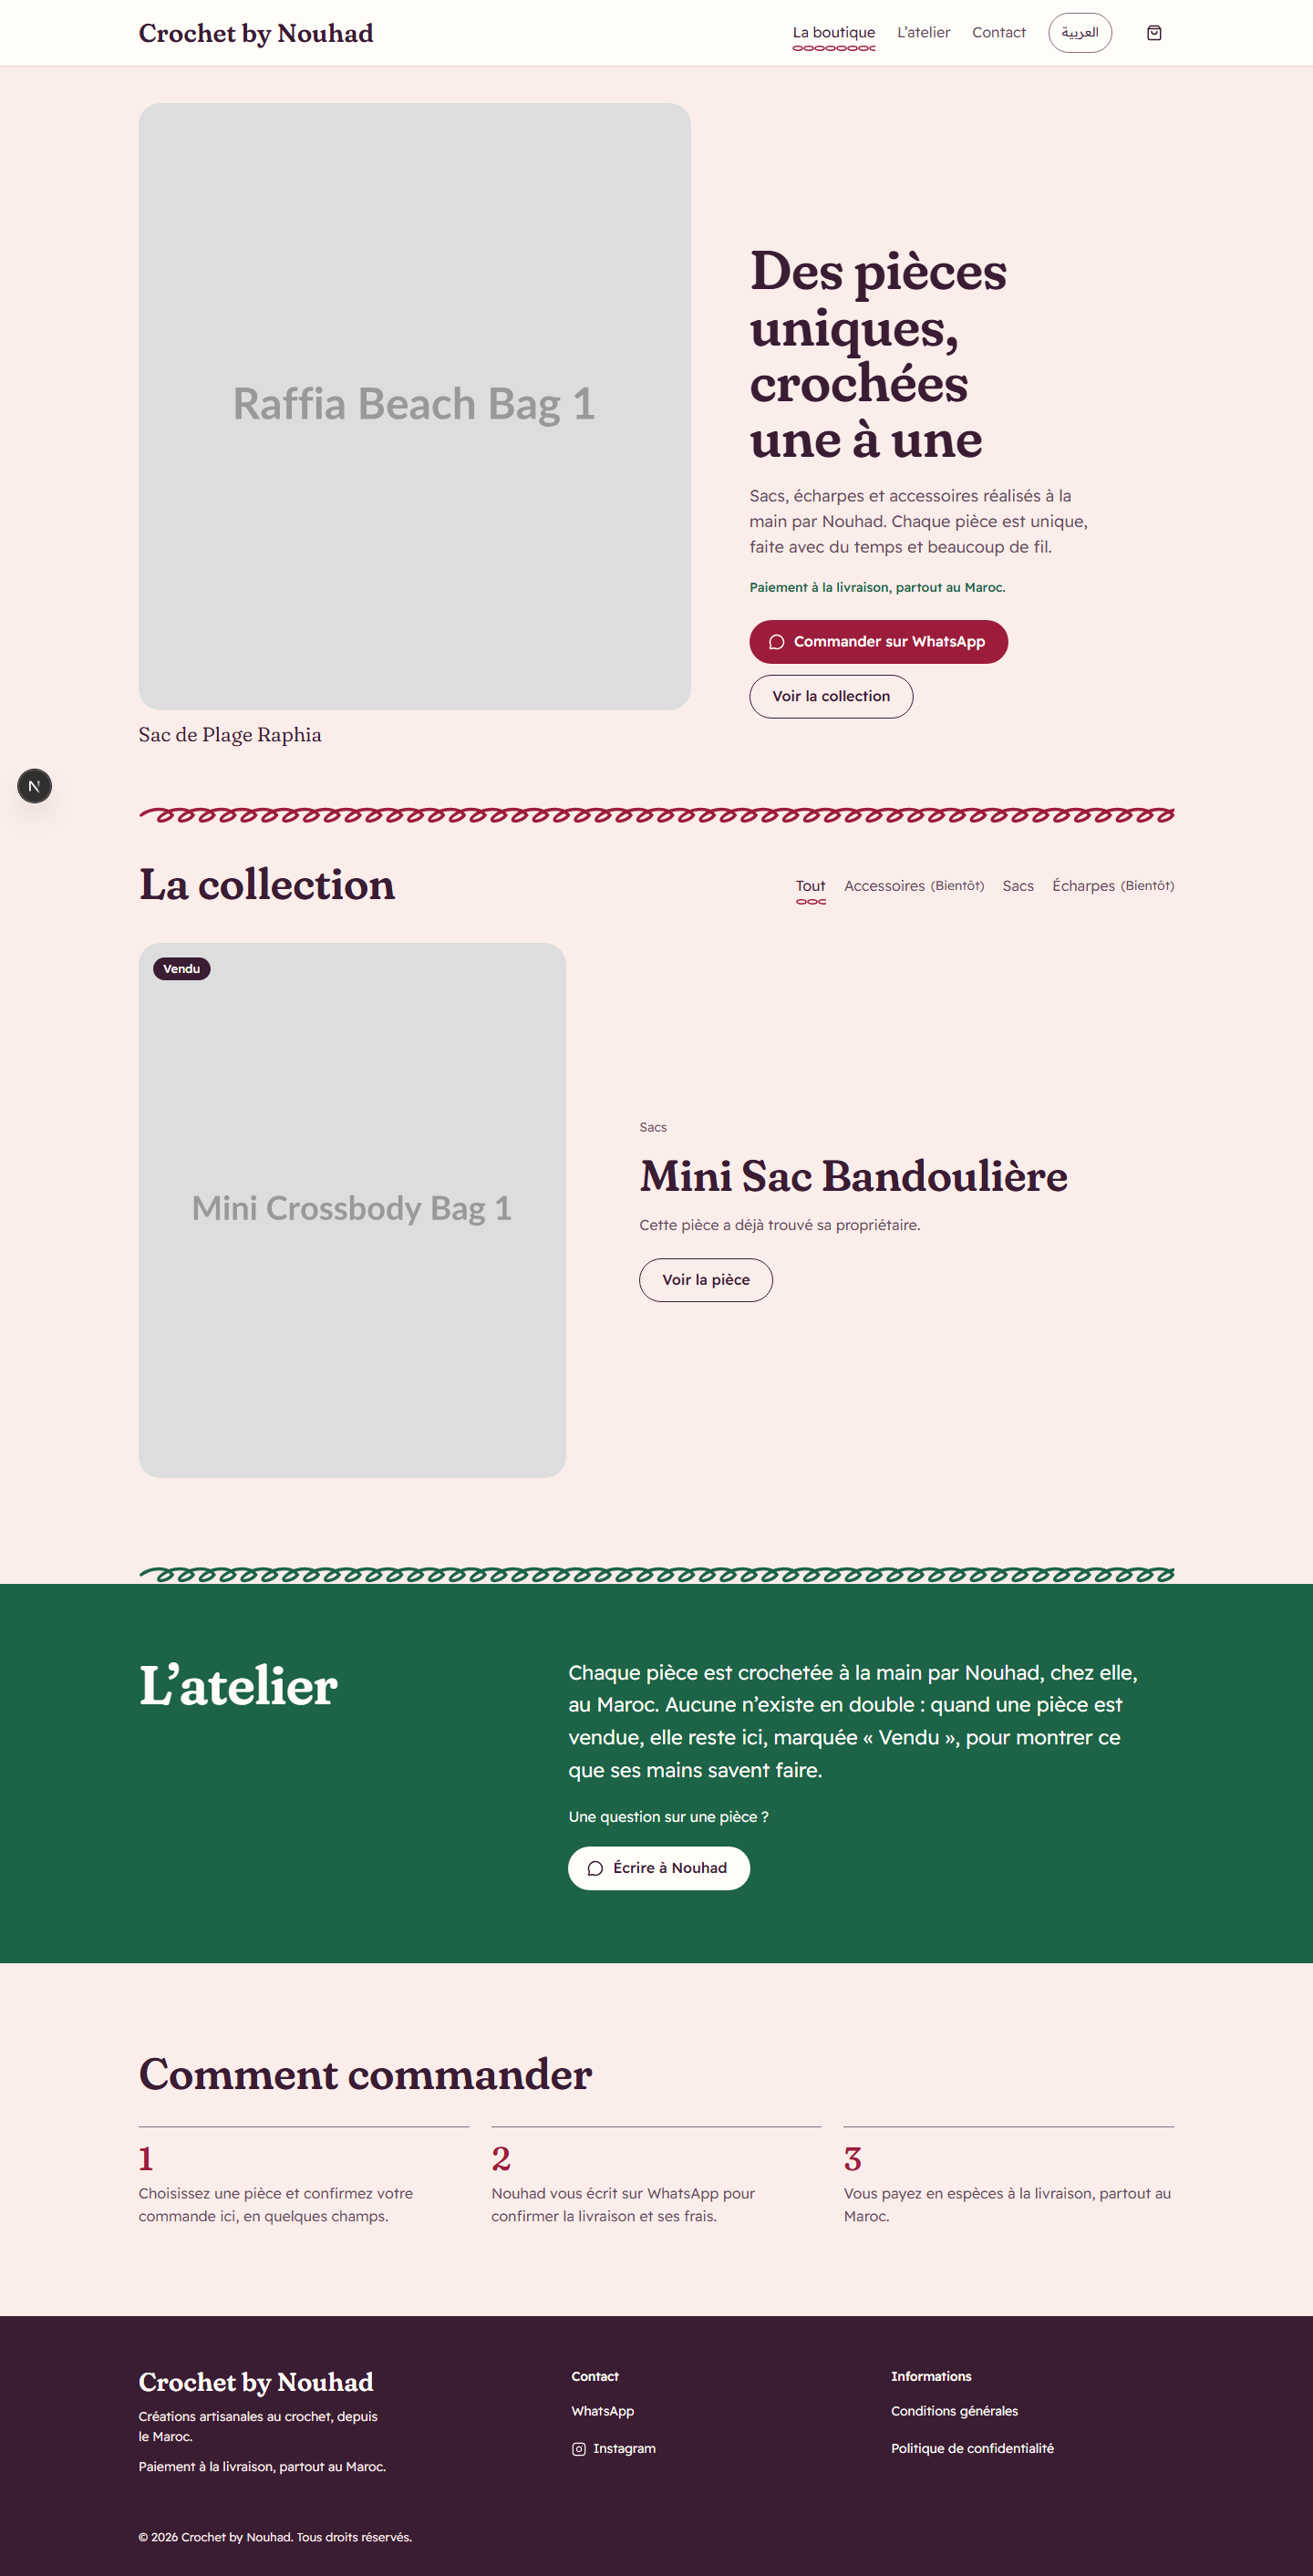 Crochet by Nouhad
La boutique
L’atelier
Contact
العربية
Raffia Beach Bag 1
Sac de Plage Raphia
Des pièces
uniques,
crochées
une à une
Sacs, écharpes et accessoires réalisés à la
main par Nouhad. Chaque pièce est unique,
faite avec du temps et beaucoup de fil.
Paiement à la livraison, partout au Maroc.
Commander sur WhatsApp
Voir la collection
N
La collection
Tout
Accessoires (Bientôt)
Sacs
Écharpes (Bientôt)
Vendu
Mini Crossbody Bag 1
Sacs
Mini Sac Bandoulière
Cette pièce a déjà trouvé sa propriétaire.
Voir la pièce
L’atelier
Chaque pièce est crochetée à la main par Nouhad, chez elle,
au Maroc. Aucune n’existe en double : quand une pièce est
vendue, elle reste ici, marquée « Vendu », pour montrer ce
que ses mains savent faire.
Une question sur une pièce ?
Écrire à Nouhad
Comment commander
1
Choisissez une pièce et confirmez votre
commande ici, en quelques champs.
2
Nouhad vous écrit sur WhatsApp pour
confirmer la livraison et ses frais.
3
Vous payez en espèces à la livraison, partout au
Maroc.
Crochet by Nouhad
Créations artisanales au crochet, depuis
le Maroc.
Paiement à la livraison, partout au Maroc.
Contact
WhatsApp
Instagram
Informations
Conditions générales
Politique de confidentialité
© 2026 Crochet by Nouhad. Tous droits réservés.